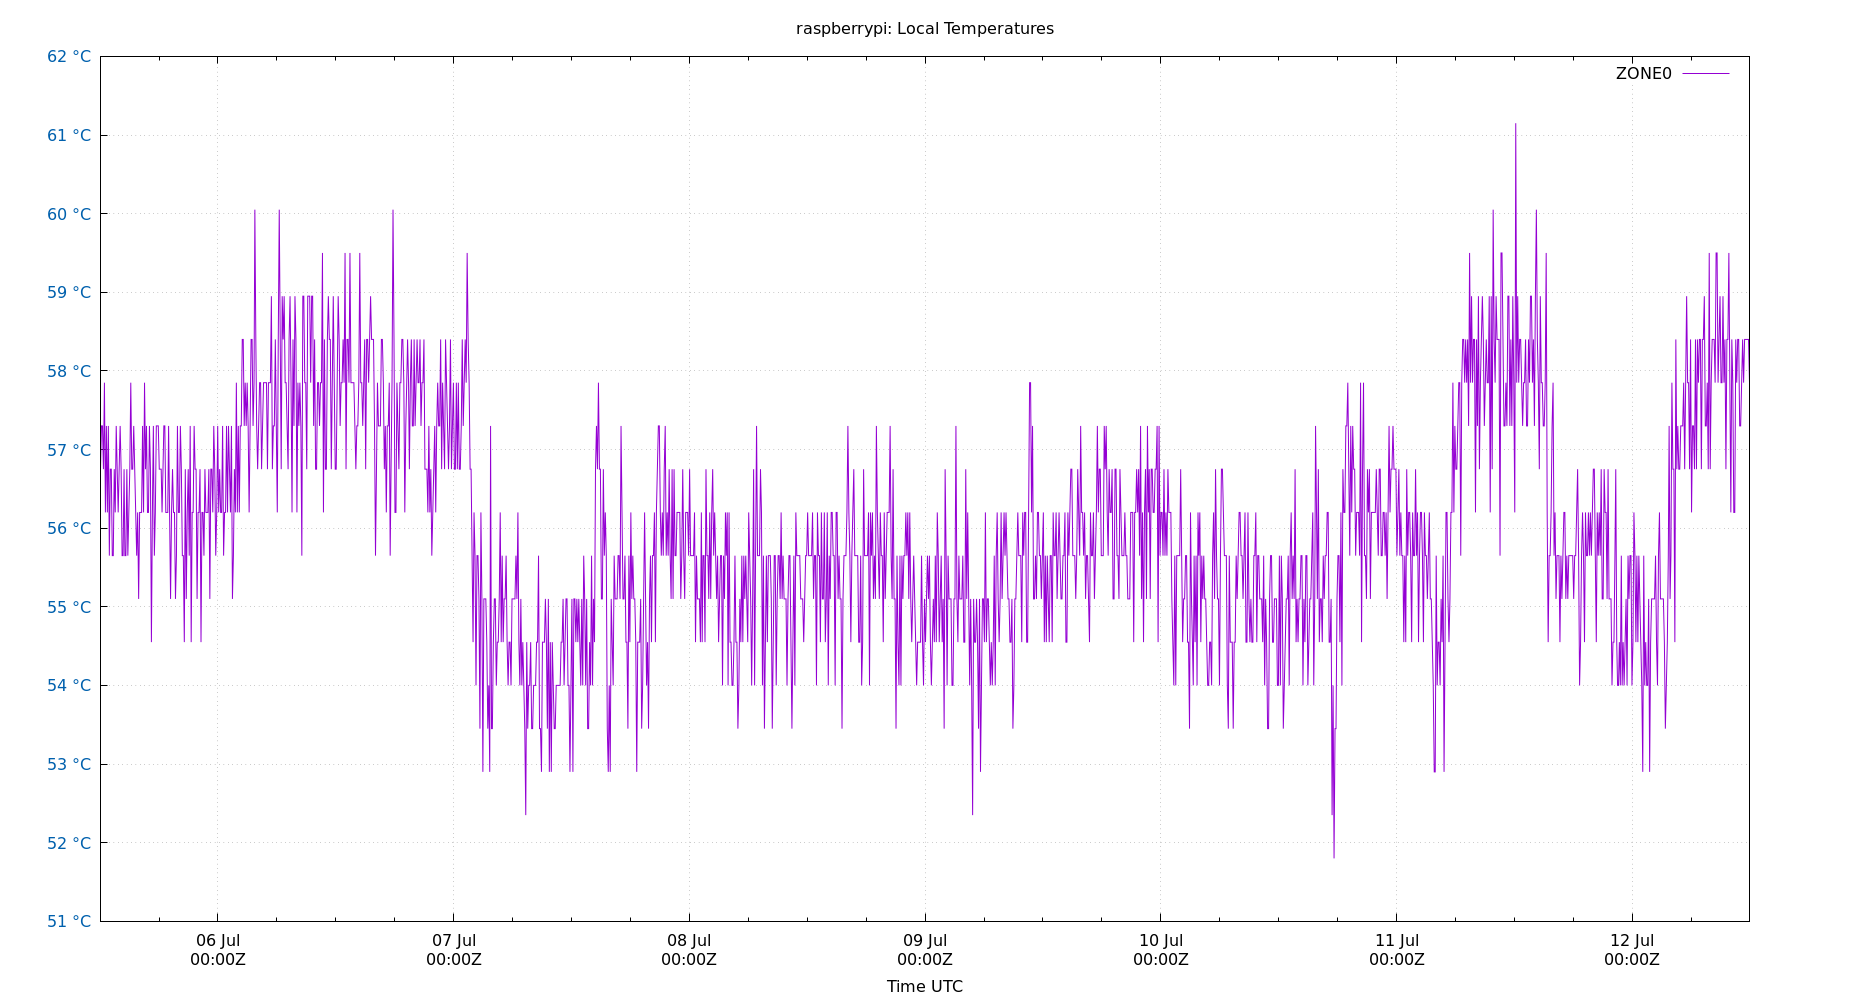 raspberrypi: Local Temperatures
62 °C
ZONE0
61 °C
60 °C
59 °C
58 °C
57 °C
56 °C
55 °C
54 °C
53 °C
52 °C
51 °C
06 Jul 07 Jul 08 Jul 09 Jul 10 Jul 11 Jul 12 Jul
00:00Z 00:00Z 00:00Z 00:00Z 00:00Z 00:00Z 00:00Z
Time UTC